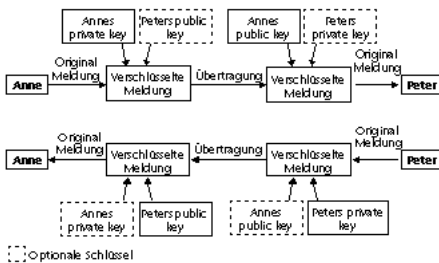 Annes
private key
Peters public
key
Annes
public key
Peters
private key
Original
Meldung
Original
Meldung
Anne
Verschlüsselte
Meldung
Übertragung
Verschlüsselte
Meldung
Peter
Original
Meldung
Original
Meldung
Anne
Verschlüsselte
Meldung
Übertragung
Verschlüsselte
Meldung
Peter
Annes
private key
Peters public
key
Annes
public key
Peters private
key
Optionale Schlüssel